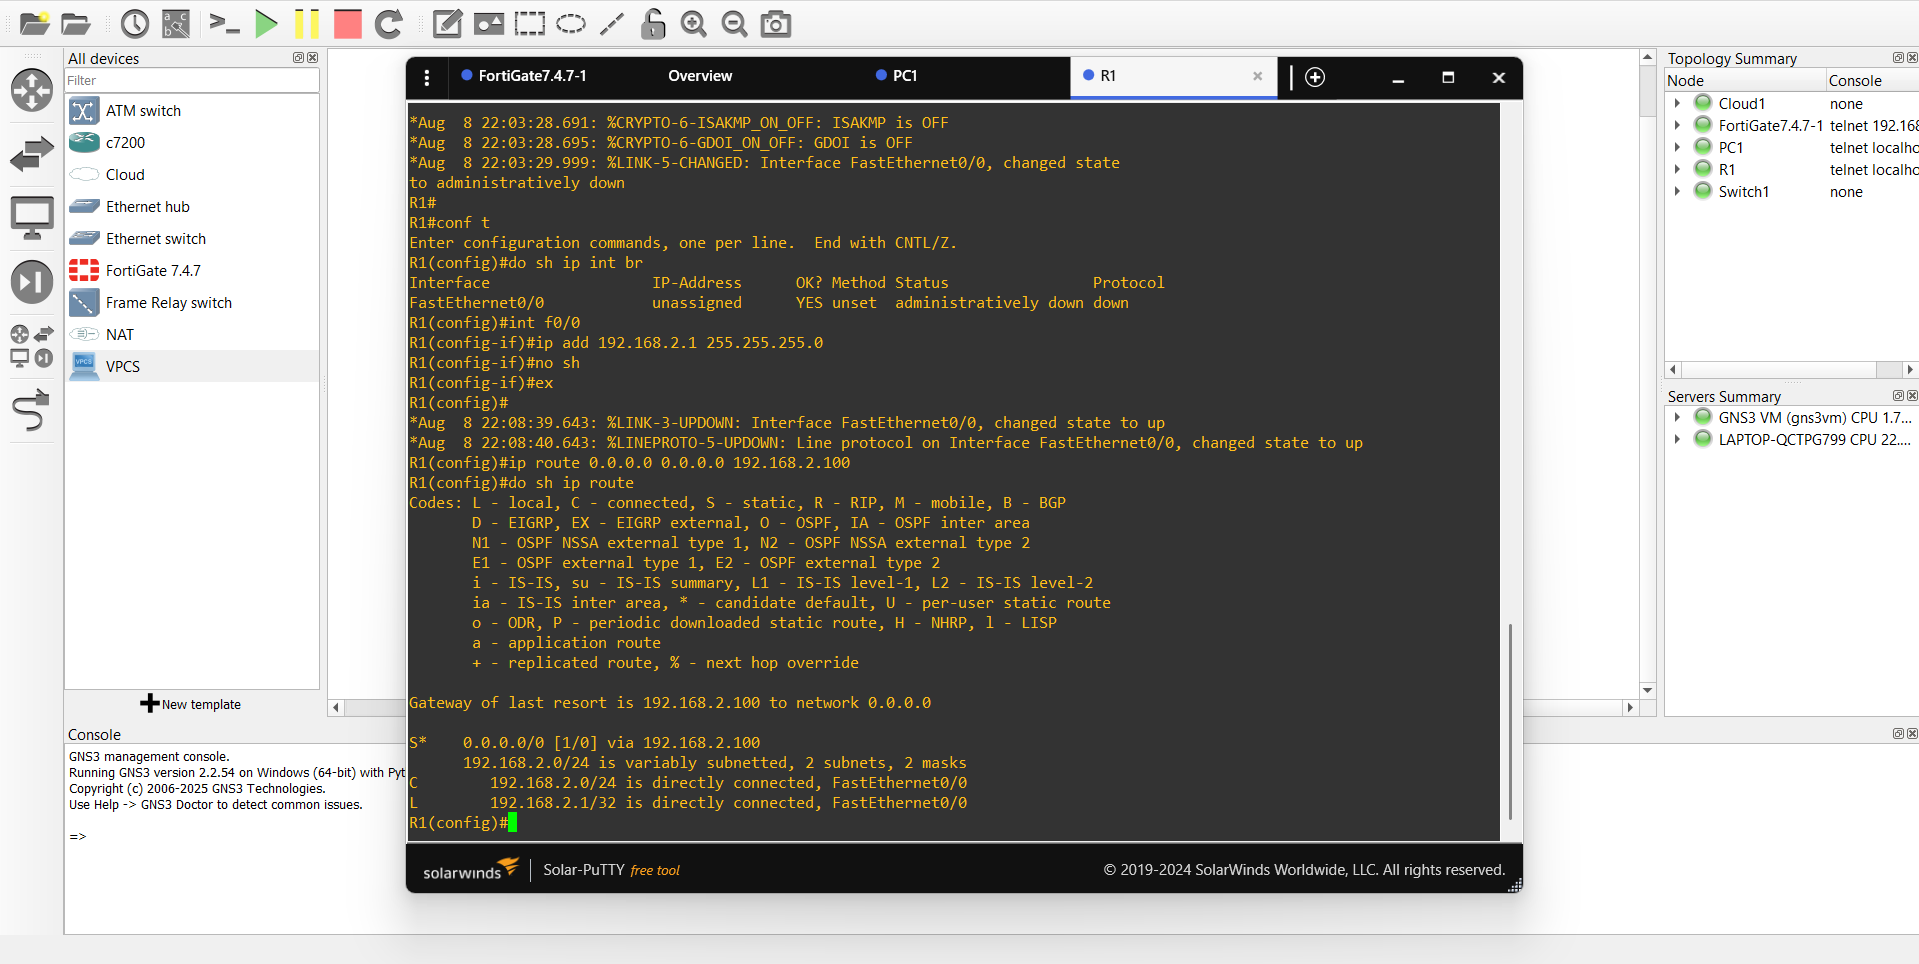 All devices
Filter
ATM switch
c7200
Cloud
Ethernet hub
Ethernet switch
FortiGate 7.4.7
Frame Relay switch
NAT
VPCS
New template
FortiGate7.4.7-1
Overview
PC1
R1
*Aug  8 22:03:28.691: %CRYPTO-6-ISAKMP_ON_OFF: ISAKMP is OFF
*Aug  8 22:03:28.695: %CRYPTO-6-GDOI_ON_OFF: GDOI is OFF
*Aug  8 22:03:29.999: %LINK-5-CHANGED: Interface FastEthernet0/0, changed state
to administratively down
R1#
R1#conf t
Enter configuration commands, one per line.  End with CNTL/Z.
R1(config)#do sh ip int br
Interface                  IP-Address      OK? Method Status                Protocol
FastEthernet0/0            unassigned      YES unset  administratively down down
R1(config)#int f0/0
R1(config-if)#ip add 192.168.2.1 255.255.255.0
R1(config-if)#no sh
R1(config-if)#ex
R1(config)#
*Aug  8 22:08:39.643: %LINK-3-UPDOWN: Interface FastEthernet0/0, changed state to up
*Aug  8 22:08:40.643: %LINEPROTO-5-UPDOWN: Line protocol on Interface FastEthernet0/0, changed state to up
R1(config)#ip route 0.0.0.0 0.0.0.0 192.168.2.100
R1(config)#do sh ip route
Codes: L - local, C - connected, S - static, R - RIP, M - mobile, B - BGP
       D - EIGRP, EX - EIGRP external, O - OSPF, IA - OSPF inter area
       N1 - OSPF NSSA external type 1, N2 - OSPF NSSA external type 2
       E1 - OSPF external type 1, E2 - OSPF external type 2
       i - IS-IS, su - IS-IS summary, L1 - IS-IS level-1, L2 - IS-IS level-2
       ia - IS-IS inter area, * - candidate default, U - per-user static route
       o - ODR, P - periodic downloaded static route, H - NHRP, l - LISP
       a - application route
       + - replicated route, % - next hop override
Gateway of last resort is 192.168.2.100 to network 0.0.0.0
S*    0.0.0.0/0 [1/0] via 192.168.2.100
      192.168.2.0/24 is variably subnetted, 2 subnets, 2 masks
C        192.168.2.0/24 is directly connected, FastEthernet0/0
L        192.168.2.1/32 is directly connected, FastEthernet0/0
R1(config)#
solarwinds
Solar-PuTTY free tool
© 2019-2024 SolarWinds Worldwide, LLC. All rights reserved.
Topology Summary
Node Console
Cloud1 none
FortiGate7.4.7-1 telnet 192.168
PC1 telnet localho
R1 telnet localho
Switch1 none
Servers Summary
GNS3 VM (gns3vm) CPU 1.7...
LAPTOP-QCTPG799 CPU 22....
Console
GNS3 management console.
Running GNS3 version 2.2.54 on Windows (64-bit) with Pyt
Copyright (c) 2006-2025 GNS3 Technologies.
Use Help -> GNS3 Doctor to detect common issues.
=>